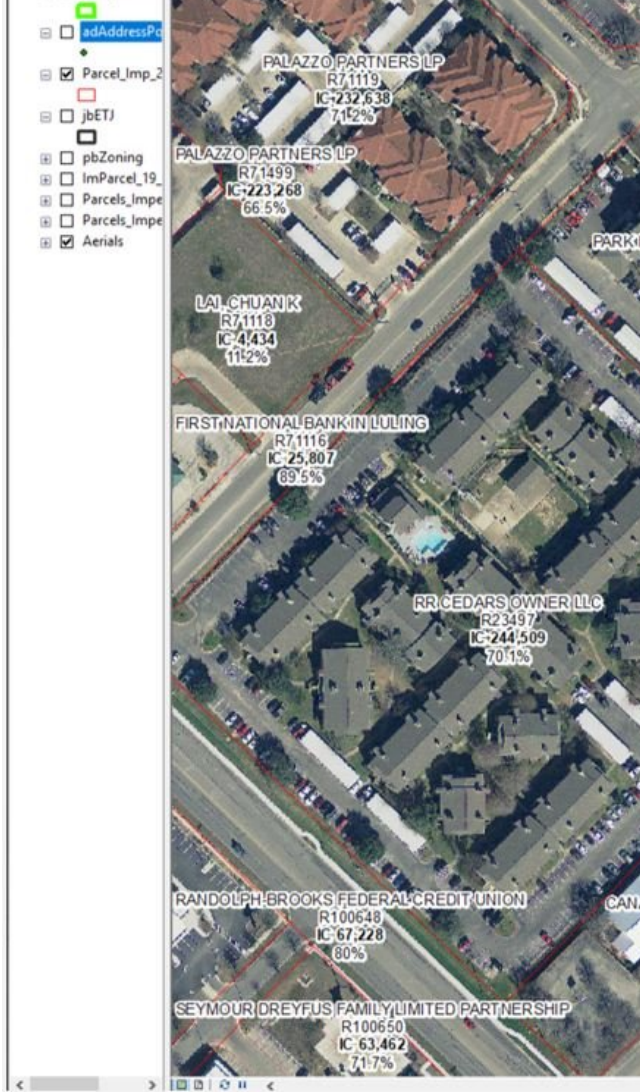 adAddressPo
Parcel_Imp_2
jbETJ
pbZoning
ImParcel_19_
Parcels_Impe
Parcels_Impe
Aerials
PALAZZO PARTNERS LP
R71119
IC 232,638
71.2%
PALAZZO PARTNERS LP
R71499
IC 223,268
66.5%
PARK
LAI, CHUAN K
R71118
IC 4,434
11.2%
FIRST NATIONAL BANK IN LULING
R71116
IC 25,807
89.5%
RR CEDARS OWNER LLC
R23497
IC 244,509
70.1%
RANDOLPH-BROOKS FEDERAL CREDIT UNION
R100648
IC 67,228
80%
CANA
SEYMOUR DREYFUS FAMILY LIMITED PARTNERSHIP
R100650
IC 63,462
71.7%